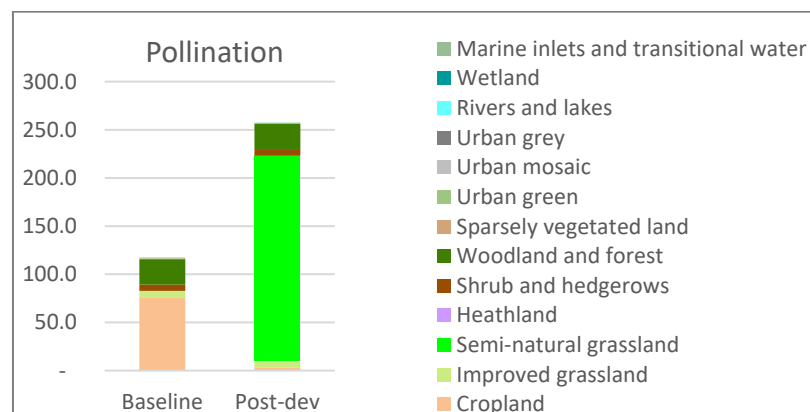 Pollination
300.0
250.0
200.0
150.0
100.0
50.0
-
Baseline Post-dev
Marine inlets and transitional water
Wetland
Rivers and lakes
Urban grey
Urban mosaic
Urban green
Sparsely vegetated land
Woodland and forest
Shrub and hedgerows
Heathland
Semi-natural grassland
Improved grassland
Cropland